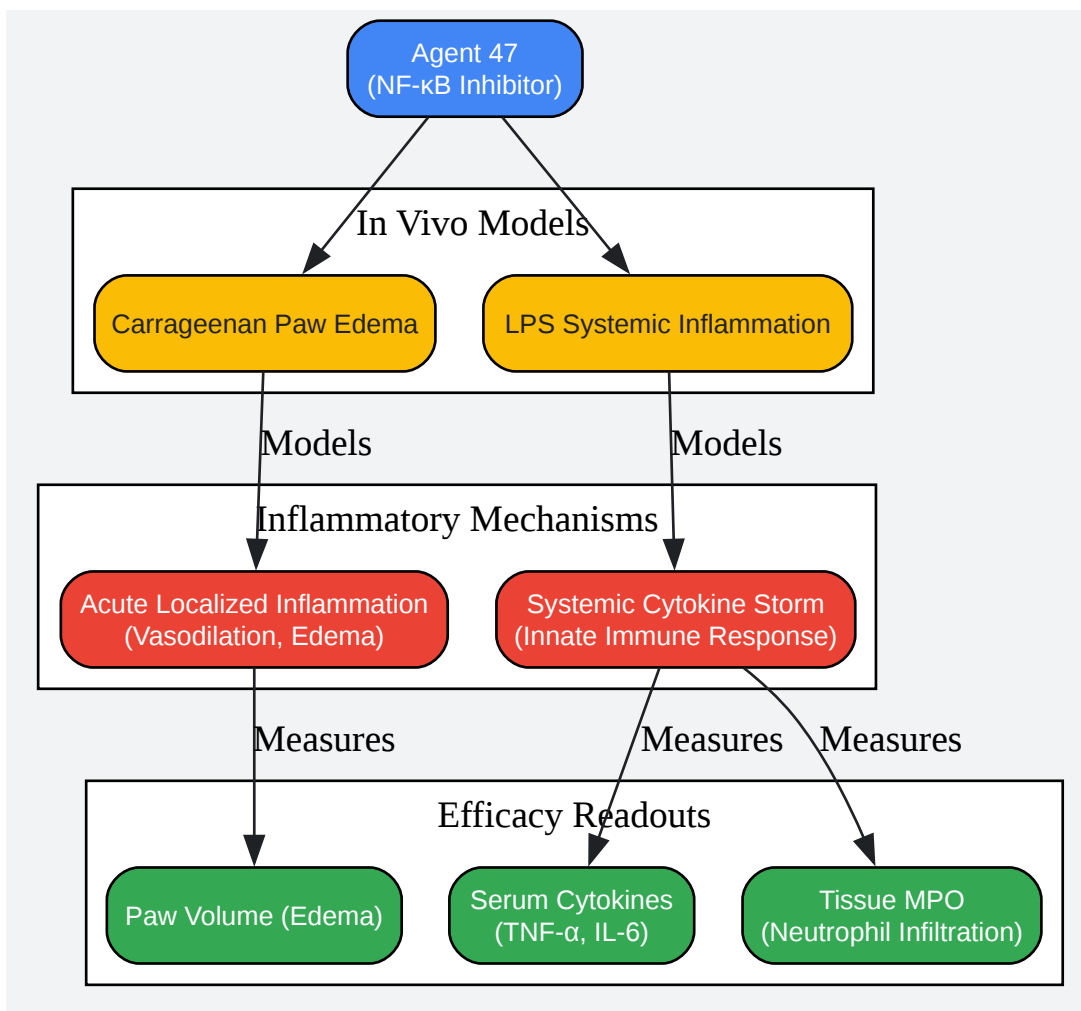 Agent 47
(NF-κB Inhibitor)
In Vivo Models
Carrageenan Paw Edema
LPS Systemic Inflammation
Models
Models
Inflammatory Mechanisms
Acute Localized Inflammation
(Vasodilation, Edema)
Systemic Cytokine Storm
(Innate Immune Response)
Measures
Measures
Measures
Efficacy Readouts
Paw Volume (Edema)
Serum Cytokines
(TNF-α, IL-6)
Tissue MPO
(Neutrophil Infiltration)